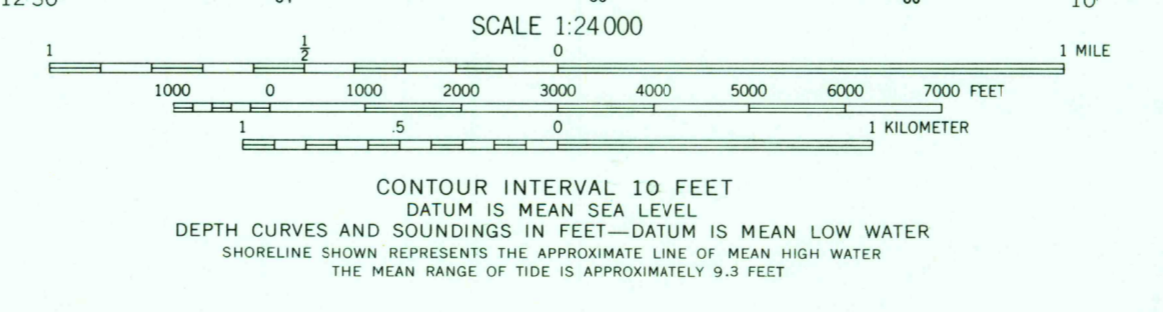 SCALE 1:24 000
1 ½ 0 1 MILE
1000 0 1000 2000 3000 4000 5000 6000 7000 FEET
1 .5 0 1 KILOMETER
CONTOUR INTERVAL 10 FEET
DATUM IS MEAN SEA LEVEL
DEPTH CURVES AND SOUNDINGS IN FEET—DATUM IS MEAN LOW WATER
SHORELINE SHOWN REPRESENTS THE APPROXIMATE LINE OF MEAN HIGH WATER
THE MEAN RANGE OF TIDE IS APPROXIMATELY 9.3 FEET